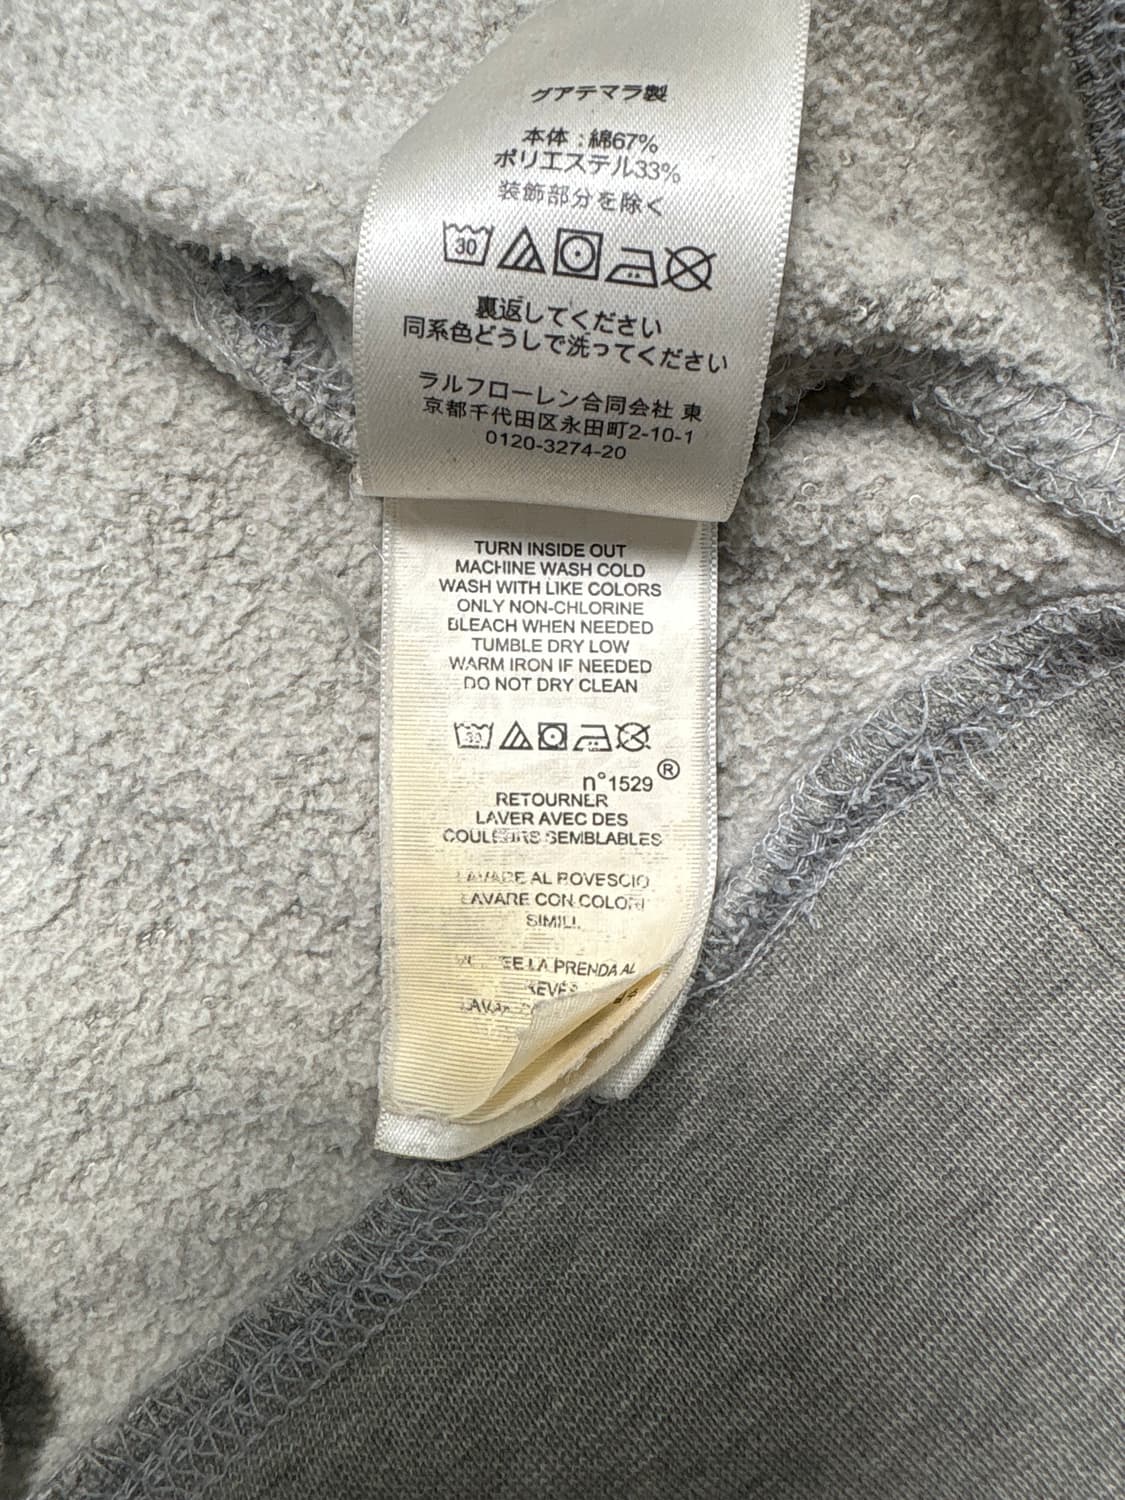 グアテマラ製
本体:綿67%
ポリエステル33%
装飾部分を除く
30
裏返してください
同系色どうしで洗ってください
ラルフローレン合同会社 東
京都千代田区永田町2-10-1
0120-3274-20
TURN INSIDE OUT
MACHINE WASH COLD
WASH WITH LIKE COLORS
ONLY NON-CHLORINE
BLEACH WHEN NEEDED
TUMBLE DRY LOW
WARM IRON IF NEEDED
DO NOT DRY CLEAN
30
n°1529®
RETOURNER
LAVER AVEC DES
COULEURS SEMBLABLES
LAVARE AL ROVESCIO
LAVARE CON COLORI
SIMILI
LA PRENDA AL
REVÉS